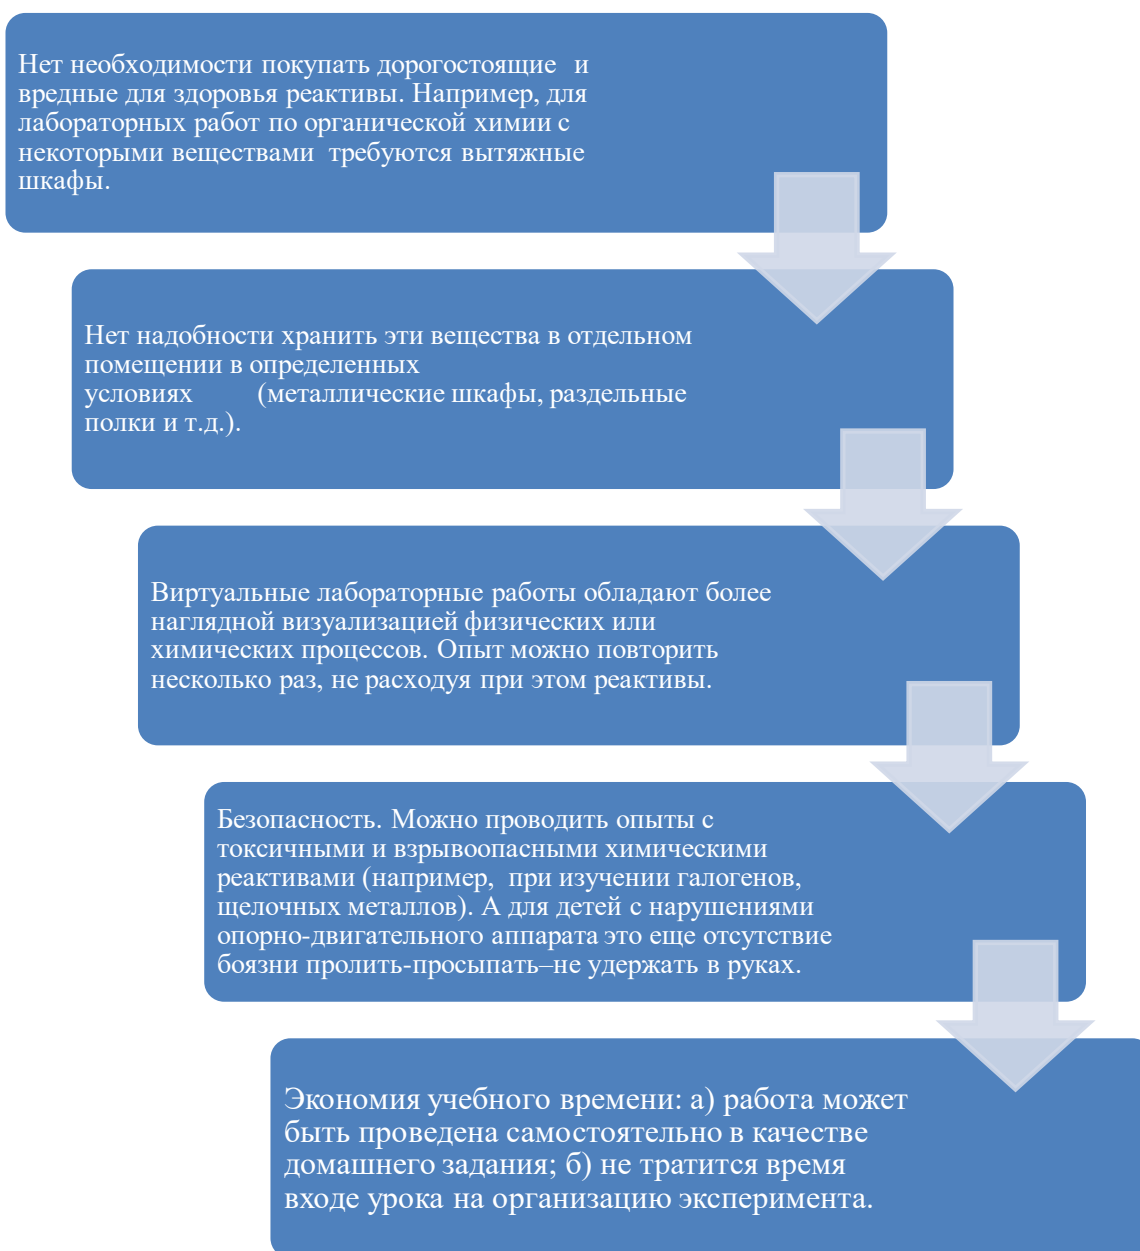 Нет необходимости покупать дорогостоящие и
вредные для здоровья реактивы. Например, для
лабораторных работ по органической химии с
некоторыми веществами требуются вытяжные
шкафы.
Нет надобности хранить эти вещества в отдельном
помещении в определенных
условиях (металлические шкафы, раздельные
полки и т.д.).
Виртуальные лабораторные работы обладают более
наглядной визуализацией физических или
химических процессов. Опыт можно повторить
несколько раз, не расходуя при этом реактивы.
Безопасность. Можно проводить опыты с
токсичными и взрывоопасными химическими
реактивами (например, при изучении галогенов,
щелочных металлов). А для детей с нарушениями
опорно-двигательного аппарата это еще отсутствие
боязни пролить-просыпать–не удержать в руках.
Экономия учебного времени: а) работа может
быть проведена самостоятельно в качестве
домашнего задания; б) не тратится время
входе урока на организацию эксперимента.